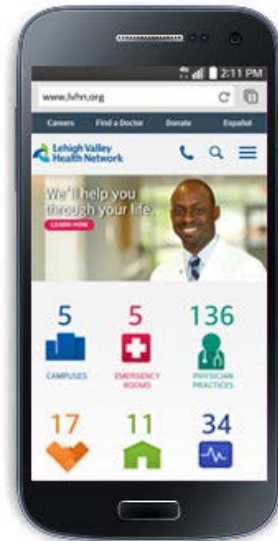 2:11 PM
www.lvhn.org
Careers Find a Doctor Donate Español
Lehigh Valley
Health Network
We'll help you
through your life.
LEARN MORE
5 5 136
CAMPUSES EMERGENCY ROOMS PHYSICIAN PRACTICES
17 11 34